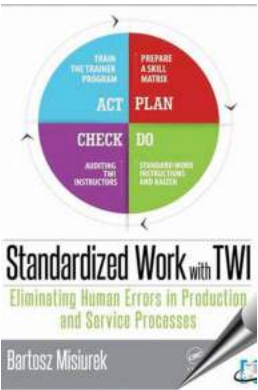 TRAIN
THE TRAINER
PROGRAM
PREPARE
A SKILL
MATRIX
ACT
PLAN
CHECK
DO
AUDITING
TWI
INSTRUCTORS
STANDARD WORK
INSTRUCTIONS
AND KAIZEN
Standardized Work with TWI
Eliminating Human Errors in Production
and Service Processes
Bartosz Misiurek